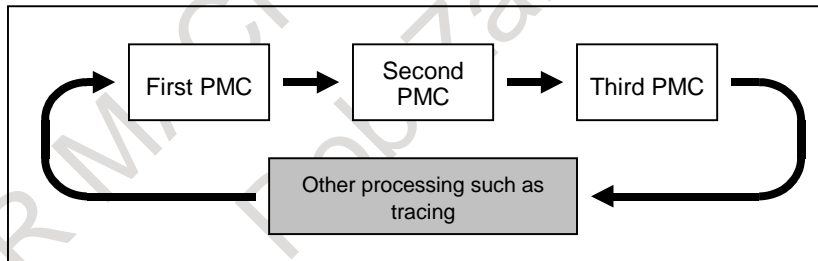 First PMC
Second
PMC
Third PMC
Other processing such as
tracing